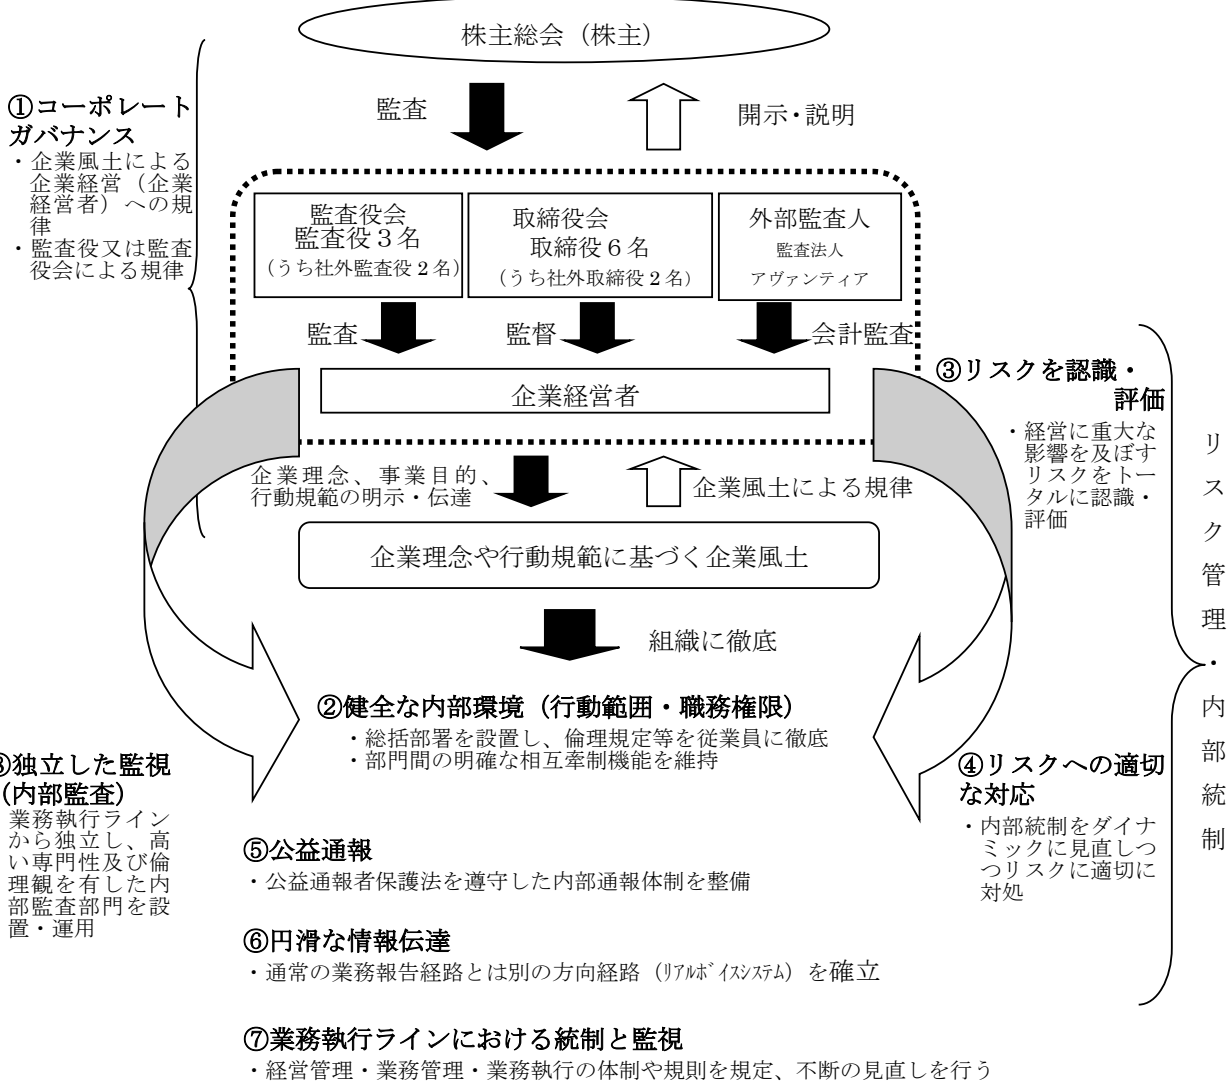 株主総会（株主）
監査
開示・説明
①コーポレート
ガバナンス
・企業風土による
企業経営（企業
経営者）への規
律
・監査役又は監査
役会による規律
監査役会
監査役３名
（うち社外監査役２名）
取締役会
取締役６名
（うち社外取締役２名）
外部監査人
監査法人
アヴァンティア
監査
監督
会計監査
企業経営者
③リスクを認識・
評価
・経営に重大な
影響を及ぼす
リスクをトー
タルに認識・
評価
企業理念、事業目的、
行動規範の明示・伝達
企業風土による規律
企業理念や行動規範に基づく企業風土
組織に徹底
リスク管理・内部統制
②健全な内部環境（行動範囲・職務権限）
・総括部署を設置し、倫理規定等を従業員に徹底
・部門間の明確な相互牽制機能を維持
独立した監視
（内部監査）
業務執行ライン
から独立し、高
い専門性及び倫
理観を有した内
部監査部門を設
置・運用
④リスクへの適切
な対応
・内部統制をダイナ
ミックに見直しつ
つリスクに適切に
対処
⑤公益通報
・公益通報者保護法を遵守した内部通報体制を整備
⑥円滑な情報伝達
・通常の業務報告経路とは別の方向経路（ﾘｱﾙﾎﾞｲｽｼｽﾃﾑ）を確立
⑦業務執行ラインにおける統制と監視
・経営管理・業務管理・業務執行の体制や規則を規定、不断の見直しを行う